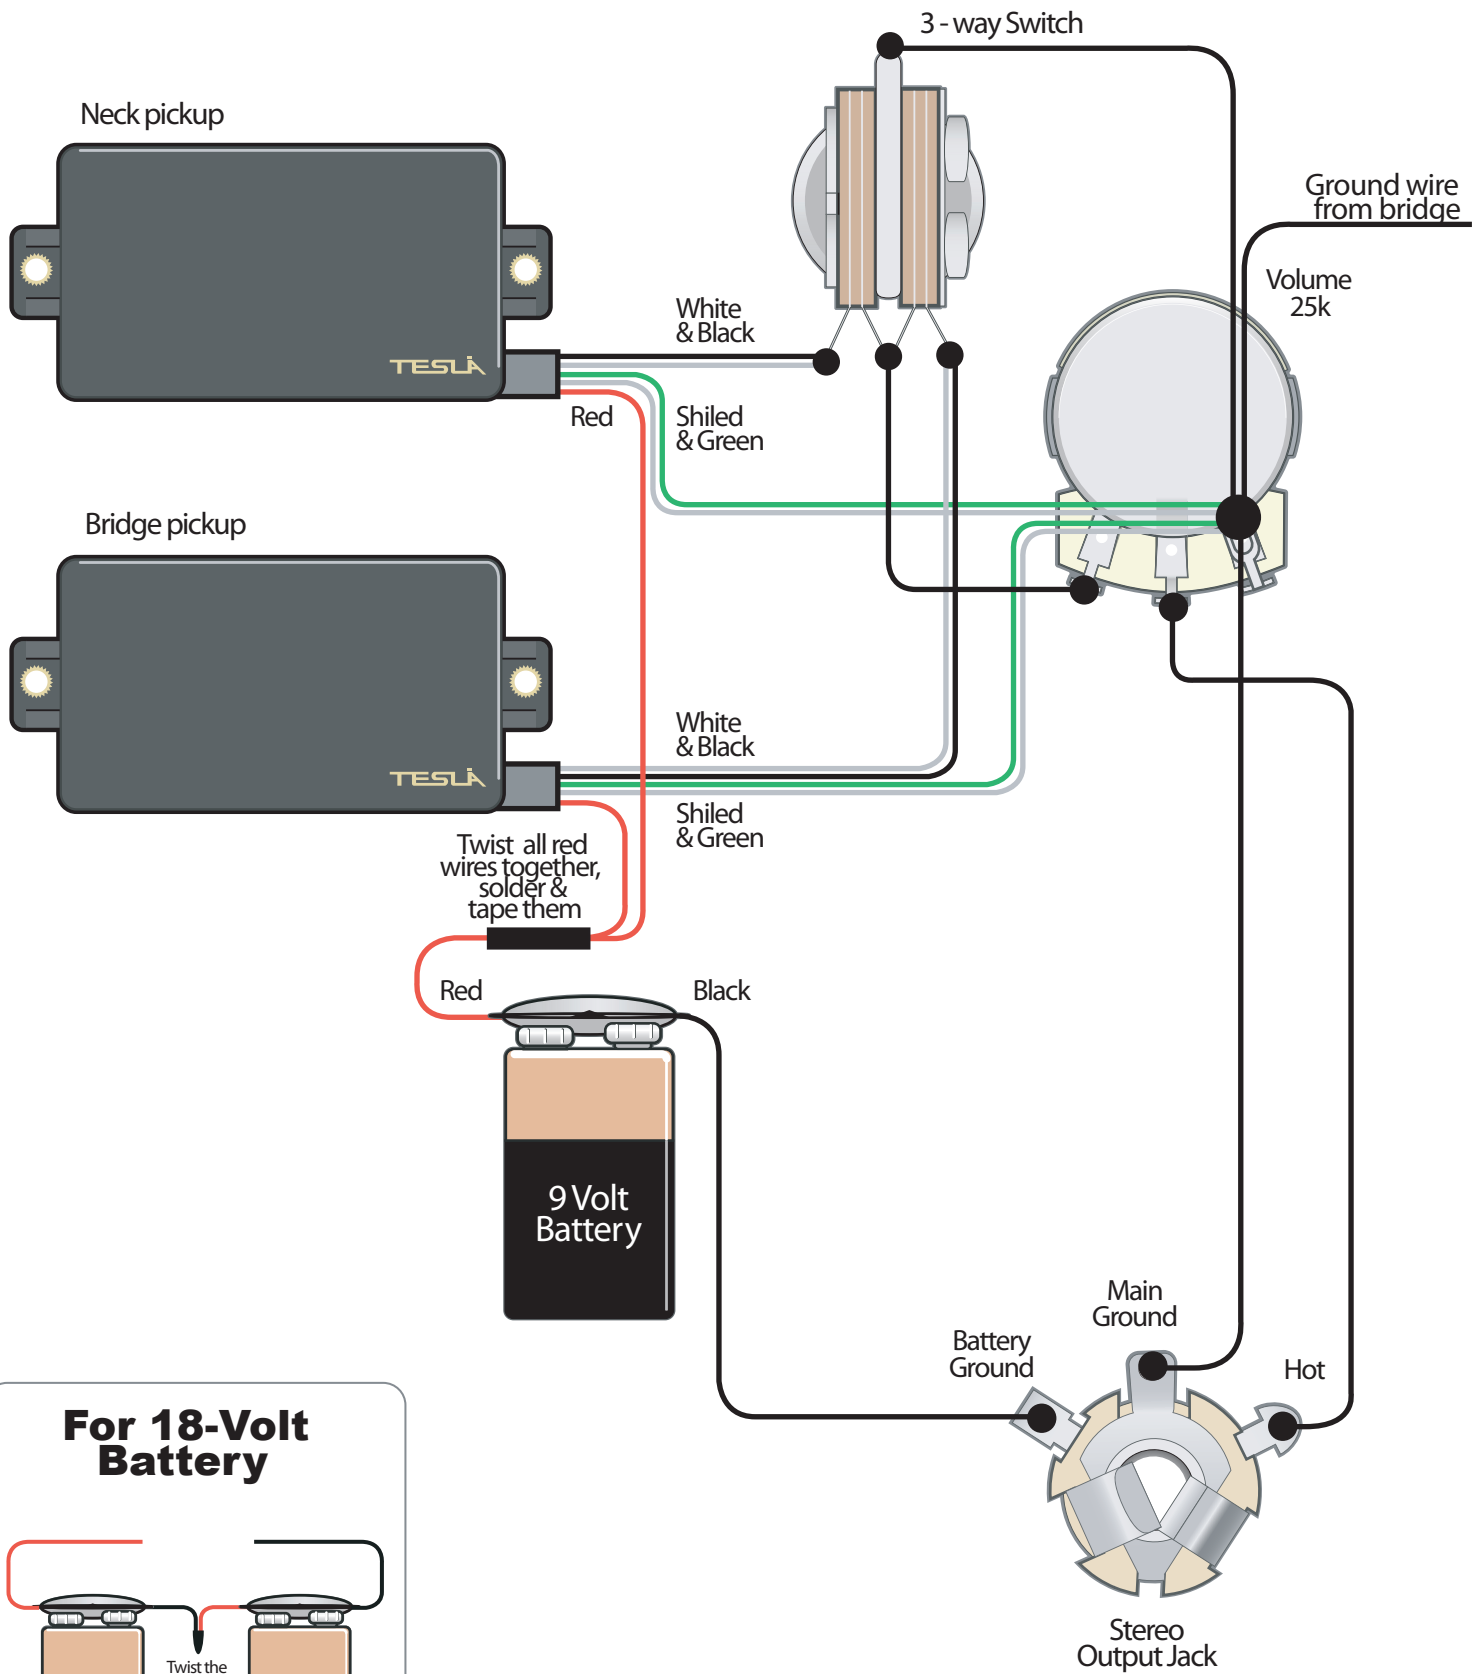 3 - way Switch
Neck pickup
Ground wire
from bridge
Volume
25k
White
& Black
TESLA
Red
Shiled
& Green
Bridge pickup
White
& Black
TESLA
Shiled
& Green
Twist all red
wires together,
solder &
tape them
Red
Black
9 Volt
Battery
Main
Ground
Battery
Ground
Hot
For 18-Volt
Battery
Twist the
Stereo
Output Jack